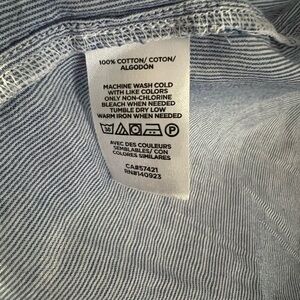 100% COTTON/ COTON/
ALGODÓN
MACHINE WASH COLD
WITH LIKE COLORS
ONLY NON-CHLORINE
BLEACH WHEN NEEDED
TUMBLE DRY LOW
WARM IRON WHEN NEEDED
30 P
AVEC DES COULEURS
SEMBLABLES/ CON
COLORES SIMILARES
CA#57421
RN#140923